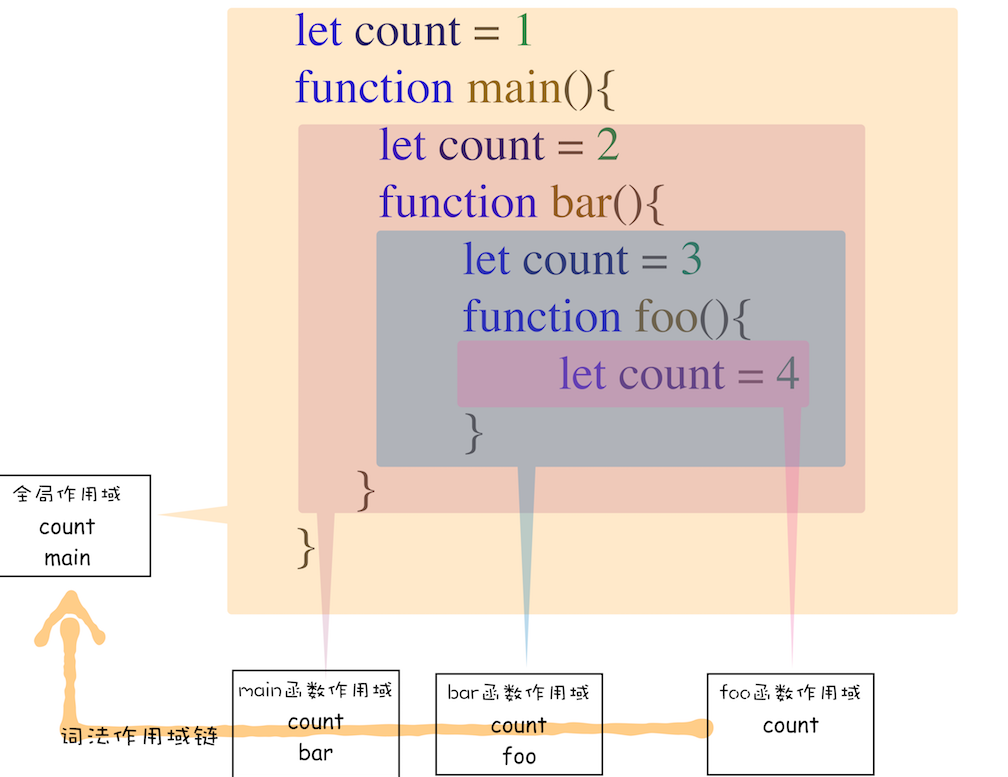 let count = 1
function main(){
let count = 2
function bar(){
let count = 3
function foo(){
let count = 4
}
}
}
全局作用域
count
main
main函数作用域
count
bar
bar函数作用域
count
foo
foo函数作用域
count
词法作用域链